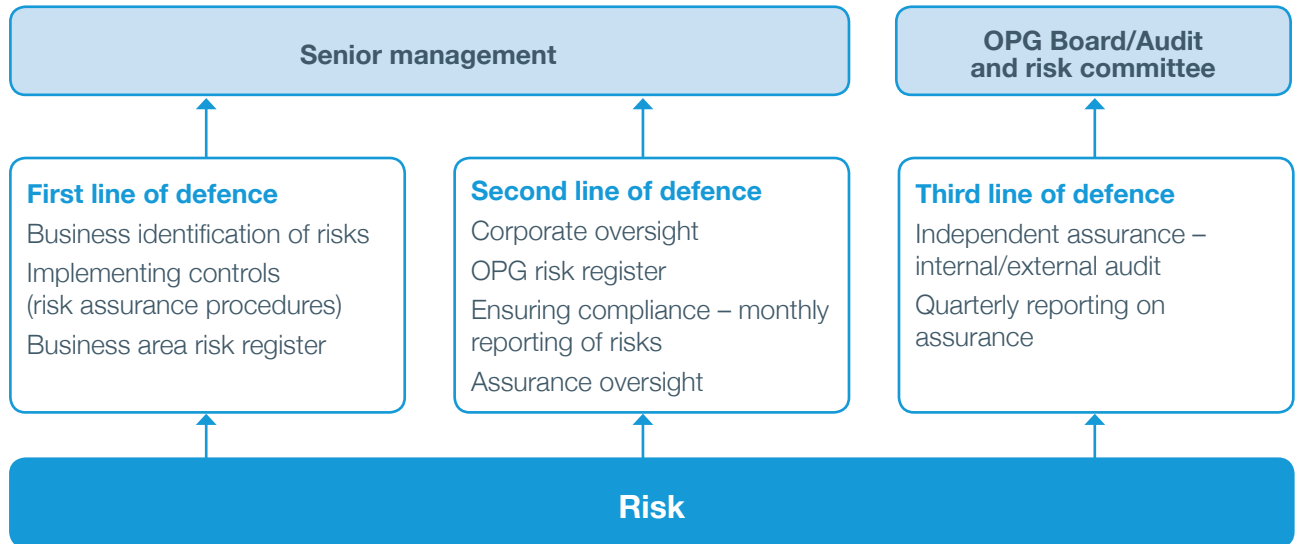 Senior management
OPG Board/Audit
and risk committee
First line of defence
Business identification of risks
Implementing controls
(risk assurance procedures)
Business area risk register
Second line of defence
Corporate oversight
OPG risk register
Ensuring compliance – monthly
reporting of risks
Assurance oversight
Third line of defence
Independent assurance –
internal/external audit
Quarterly reporting on
assurance
Risk